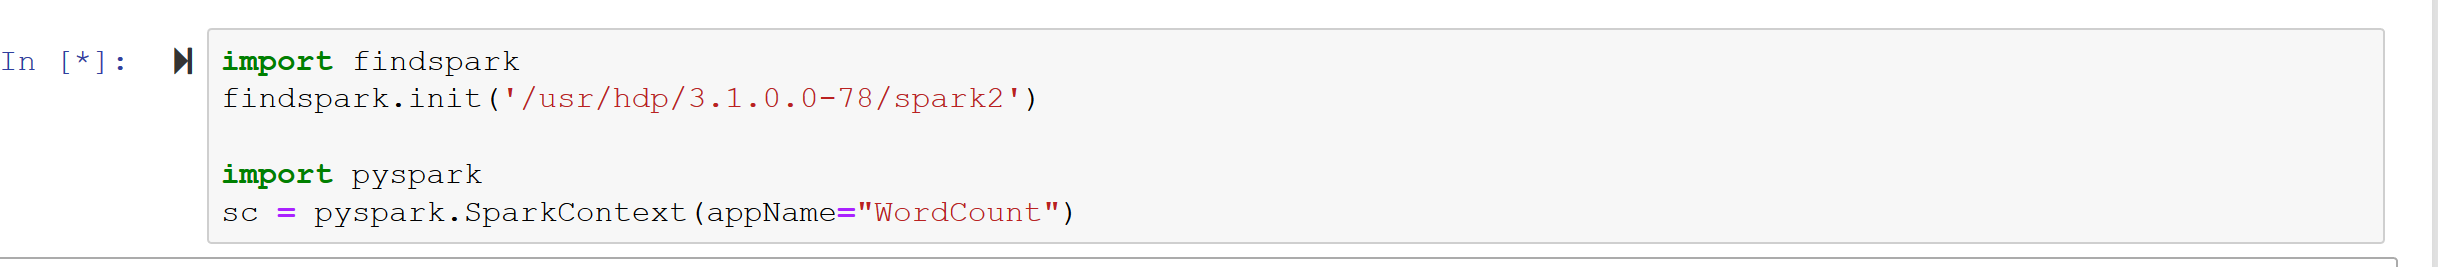 In [*]:
import findspark
findspark.init('/usr/hdp/3.1.0.0-78/spark2')
import pyspark
sc = pyspark.SparkContext(appName="WordCount")